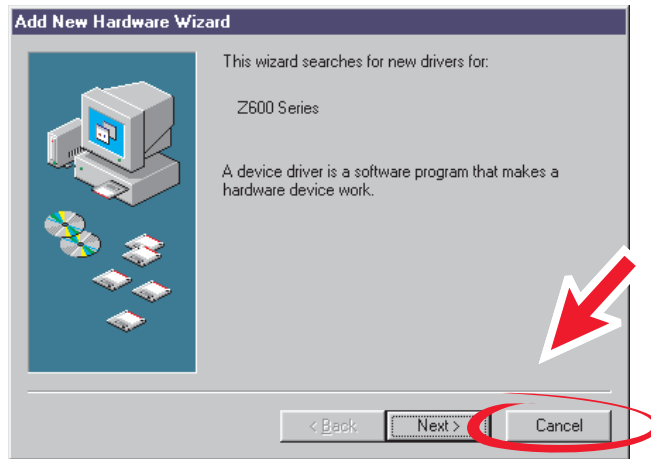 Add New Hardware Wizard
This wizard searches for new drivers for:
Z600 Series
A device driver is a software program that makes a
hardware device work.
< Back
Next >
Cancel